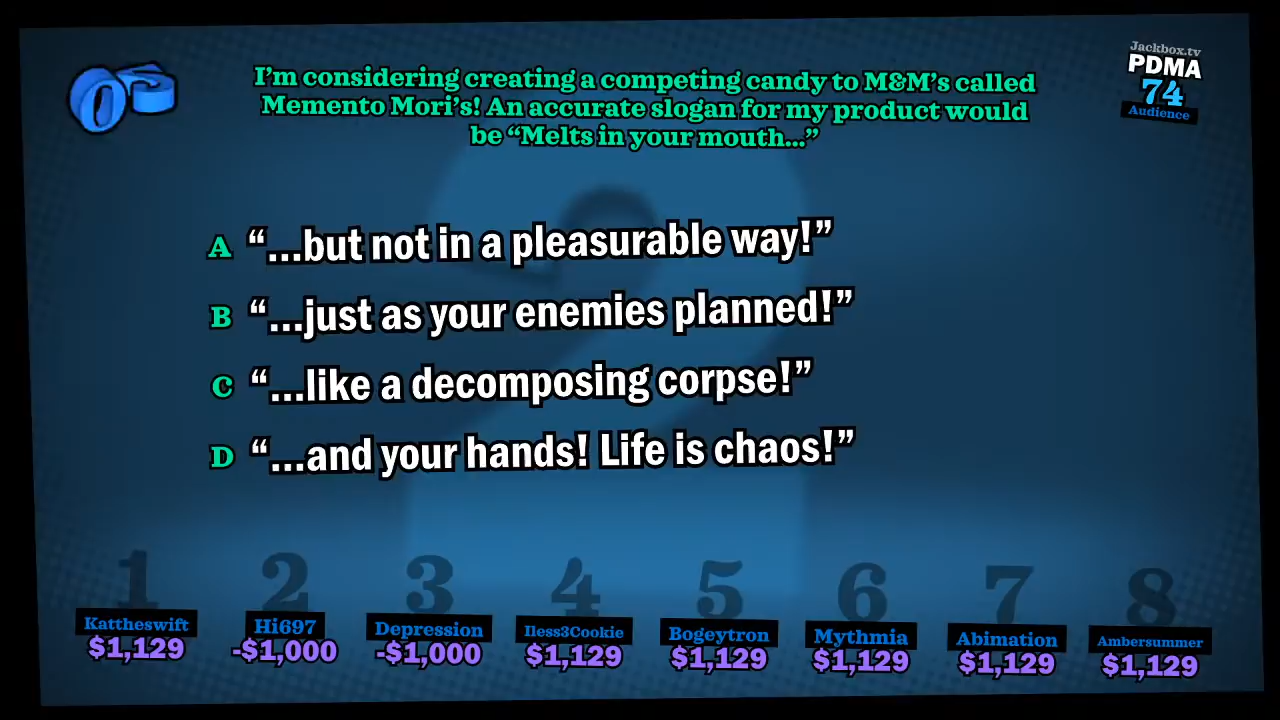 Jackbox.tv
PDMA
74
Audience
I'm considering creating a competing candy to M&M's called
Memento Mori's! An accurate slogan for my product would
be “Melts in your mouth...”
A “...but not in a pleasurable way!”
B “...just as your enemies planned!”
C “...like a decomposing corpse!”
D “...and your hands! Life is chaos!”
1 2 3 4 5 6 7 8
Kattheswift Hi697 Depression IIess3Cookie Bogeytron Mythmia Abimation Ambersummer
$1,129 -$1,000 -$1,000 $1,129 $1,129 $1,129 $1,129 $1,129